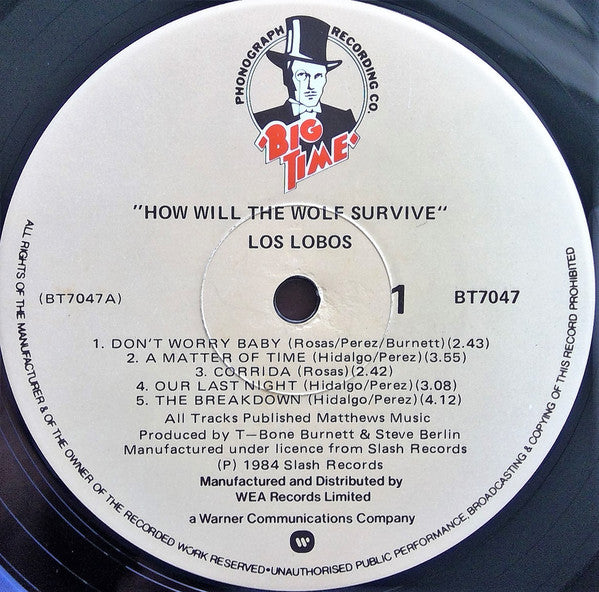 PHONOGRAPH RECORDING CO.
BIG
TIME
"HOW WILL THE WOLF SURVIVE"
LOS LOBOS
(BT7047A)
1
BT7047
1. DON'T WORRY BABY (Rosas/Perez/Burnett)(2.43)
2. A MATTER OF TIME (Hidalgo/Perez)(3.55)
3. CORRIDA (Rosas)(2.42)
4. OUR LAST NIGHT (Hidalgo/Perez)(3.08)
5. THE BREAKDOWN (Hidalgo/Perez)(4.12)
All Tracks Published Matthews Music
Produced by T-Bone Burnett & Steve Berlin
Manufactured under licence from Slash Records
(P) 1984 Slash Records
Manufactured and Distributed by
WEA Records Limited
a Warner Communications Company
ALL RIGHTS OF THE MANUFACTURER & OF THE OWNER OF THE RECORDED WORK RESERVED•UNAUTHORISED PUBLIC PERFORMANCE, BROADCASTING & COPYING OF THIS RECORD PROHIBITED